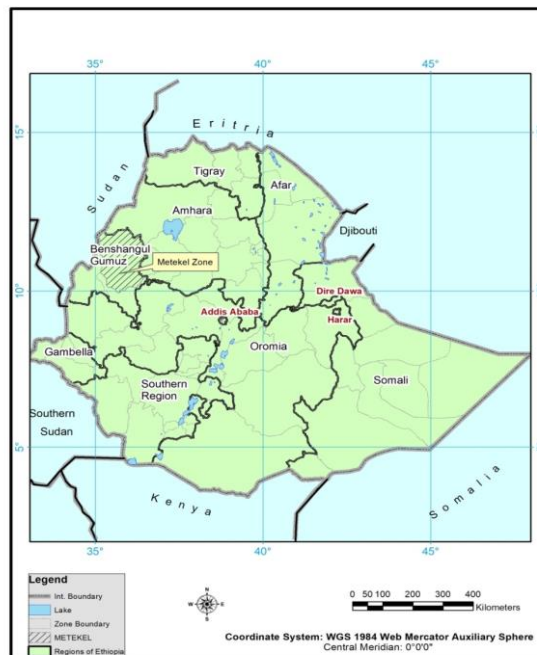 35°
40°
45°
Eritria
15°
15°
Tigray
Afar
Sudan
Amhara
Djibouti
Benshangul
Gumuz
Metekel Zone
10°
10°
Dire Dawa
Addis Ababa
Harar
Oromia
Gambella
Somali
Southern
Region
Southern
Sudan
5°
5°
Kenya
Somalia
35°
40°
45°
Legend
Int. Boundary
Lake
Zone Boundary
METEKEL
Regions of Ethiopia
N
W
E
S
0 50 100 200 300 400
Kilometers
Coordinate System: WGS 1984 Web Mercator Auxiliary Sphere
Central Meridian: 0°0'0"